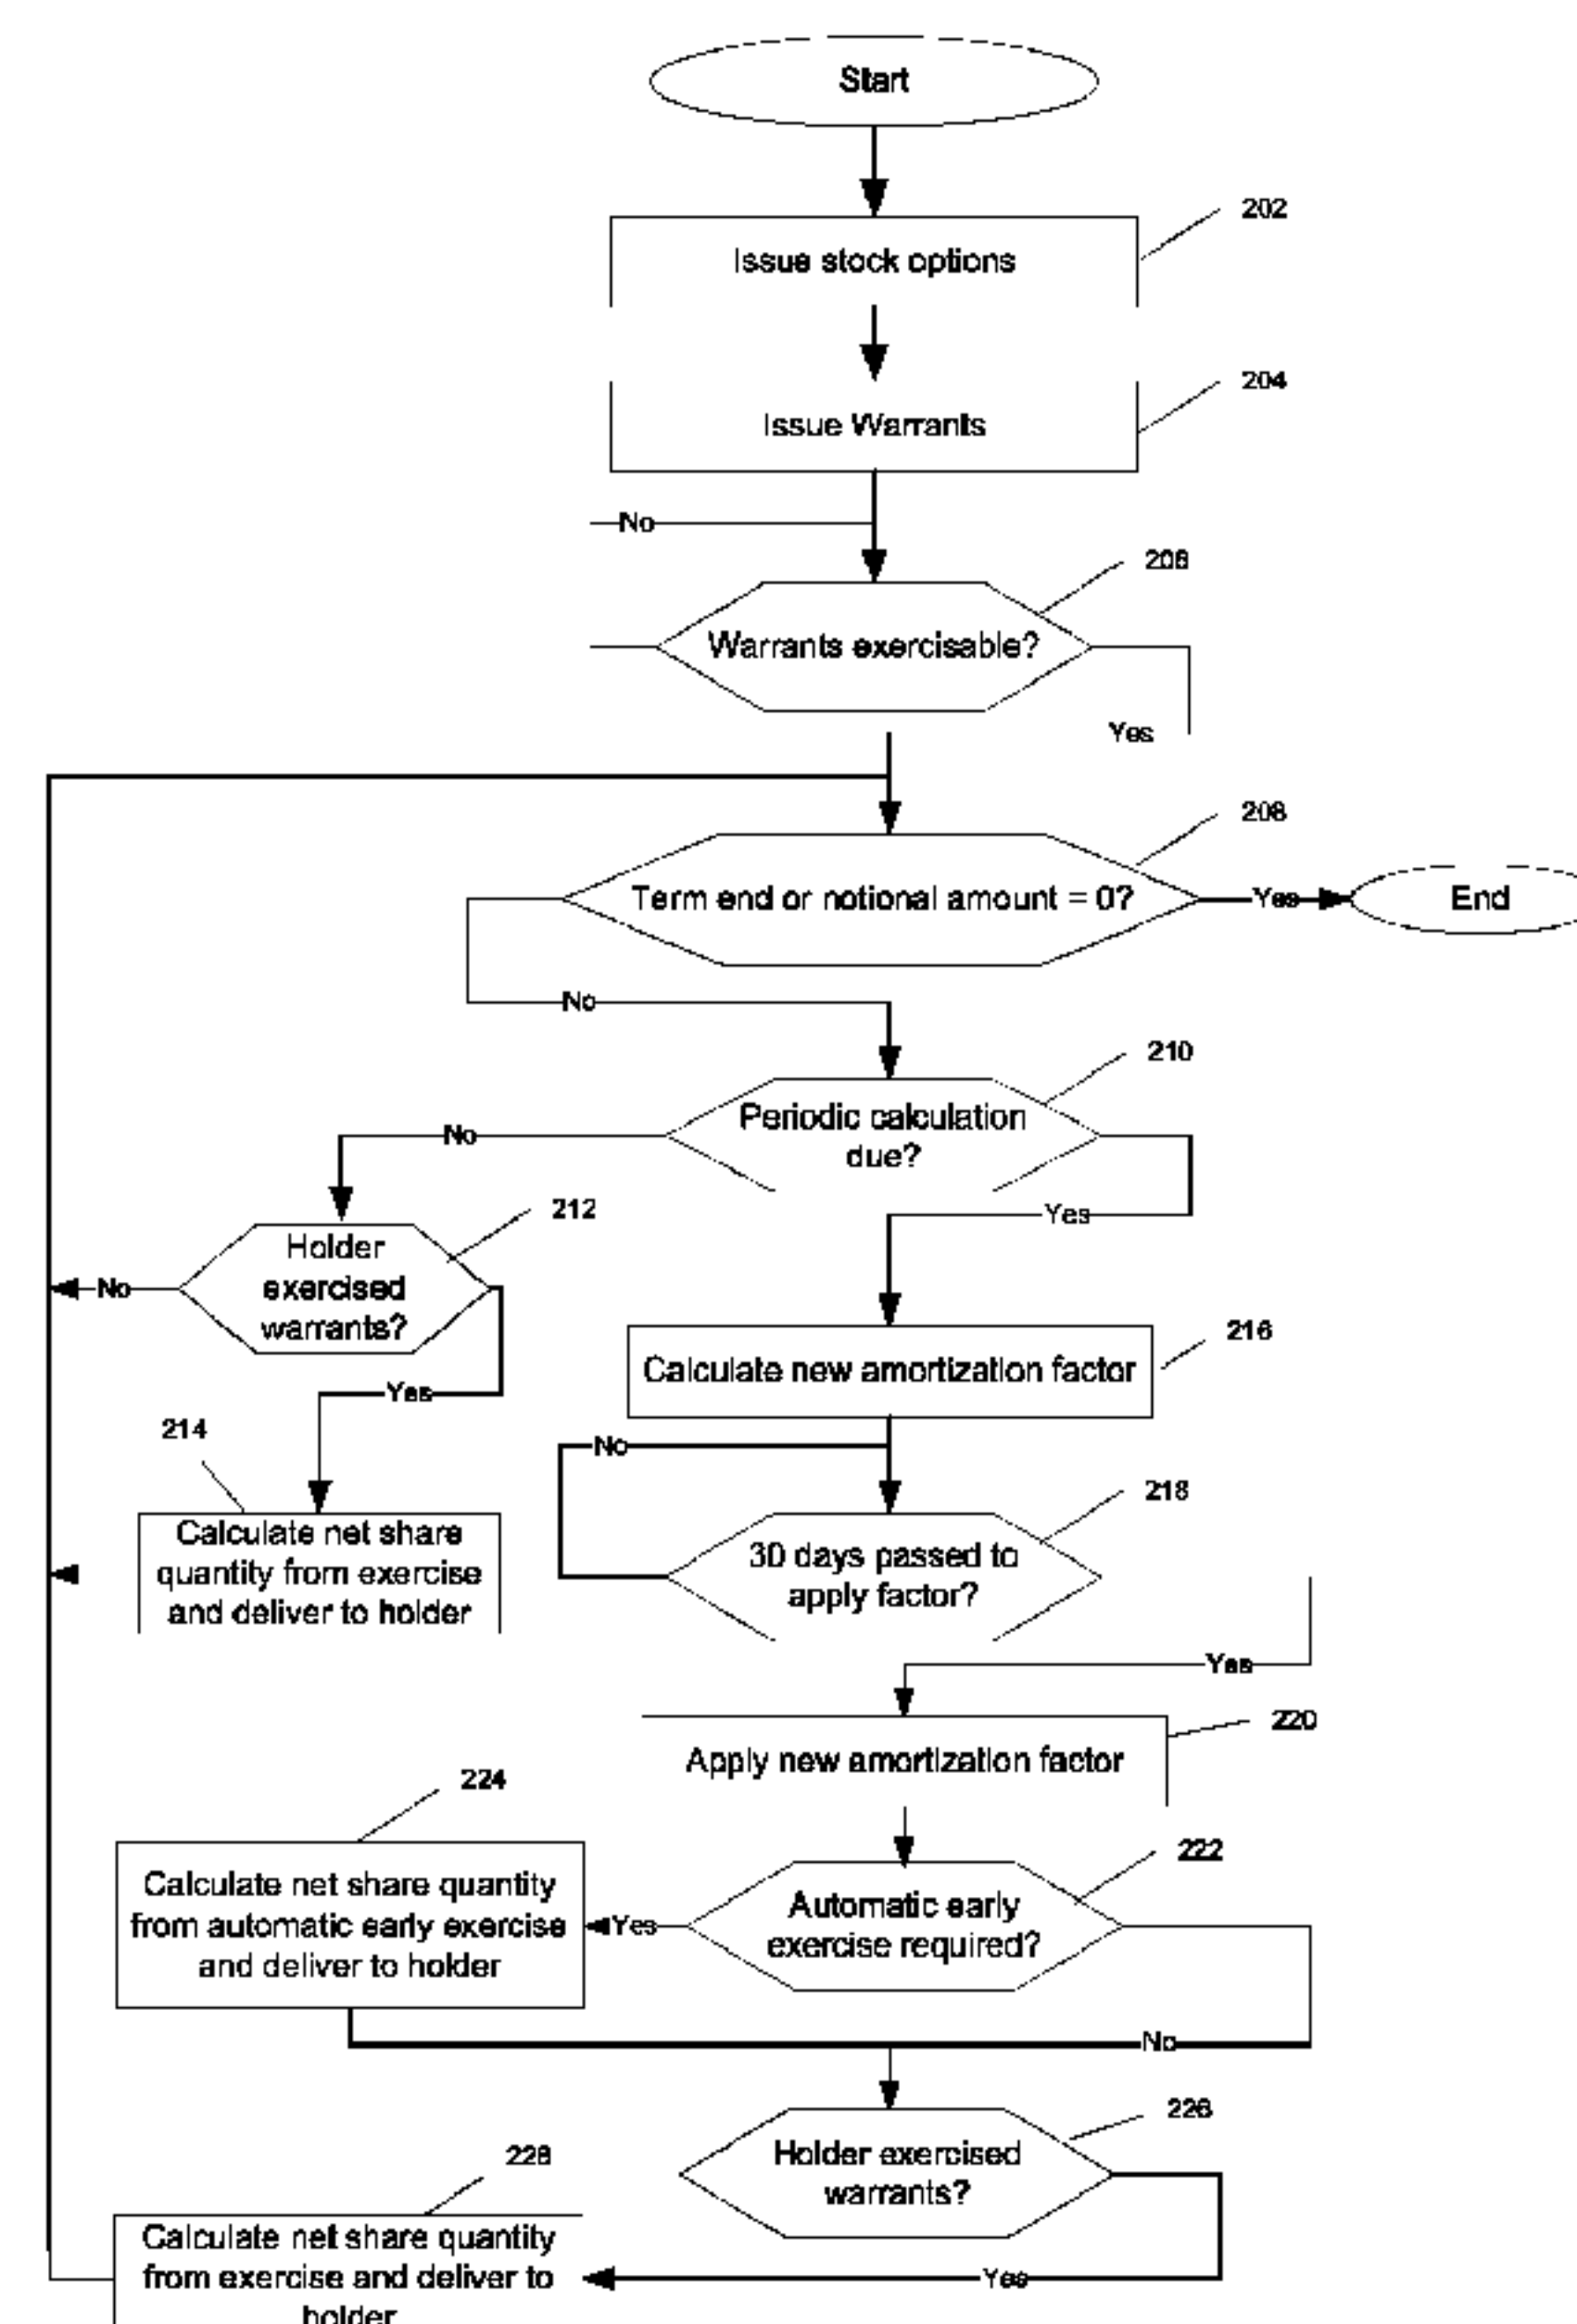 Start
202
Issue stock options
204
Issue Warrants
No
206
Warrants exercisable?
Yes
208
Term end or notional amount = 0?
Yes
End
No
210
Periodic calculation
due?
No
Yes
212
Holder
exercised
warrants?
No
Yes
216
Calculate new amortization factor
214
Calculate net share
quantity from exercise
and deliver to holder
No
218
30 days passed to
apply factor?
Yes
220
Apply new amortization factor
224
Calculate net share quantity
from automatic early exercise
and deliver to holder
222
Automatic early
exercise required?
Yes
No
226
Holder exercised
warrants?
228
Calculate net share quantity
from exercise and deliver to
holder
Yes